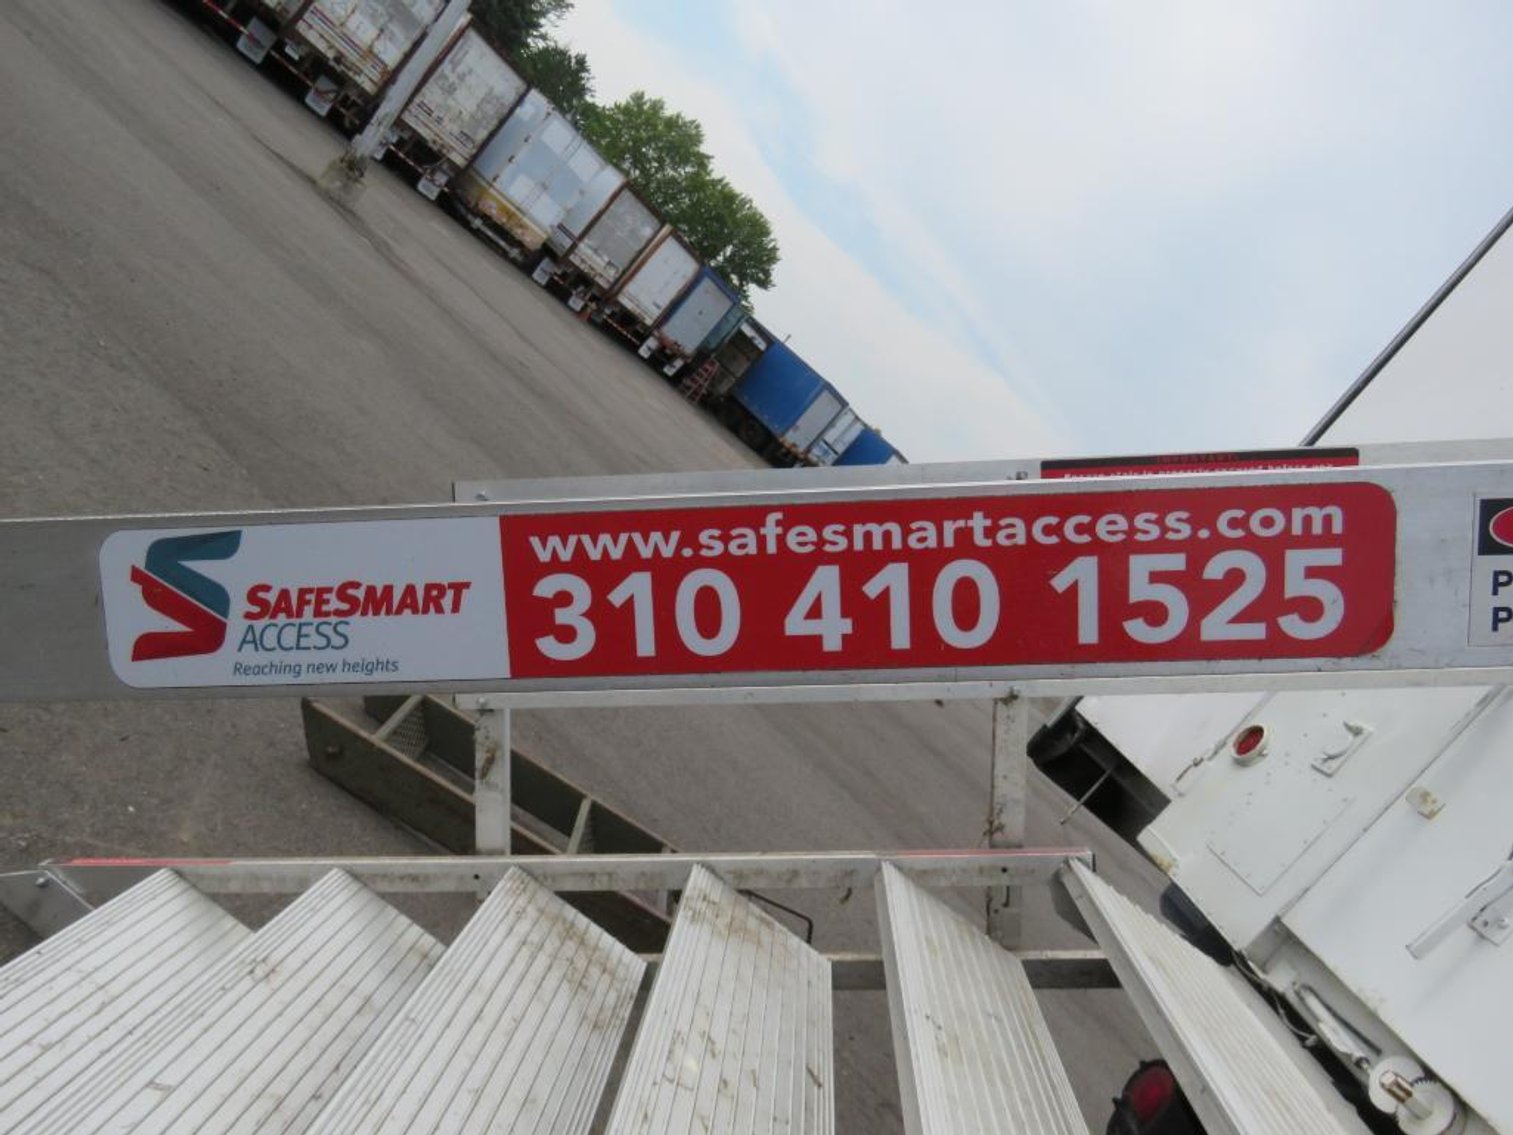 SAFESMART
ACCESS
Reaching new heights
www.safesmartaccess.com
310 410 1525
P
P